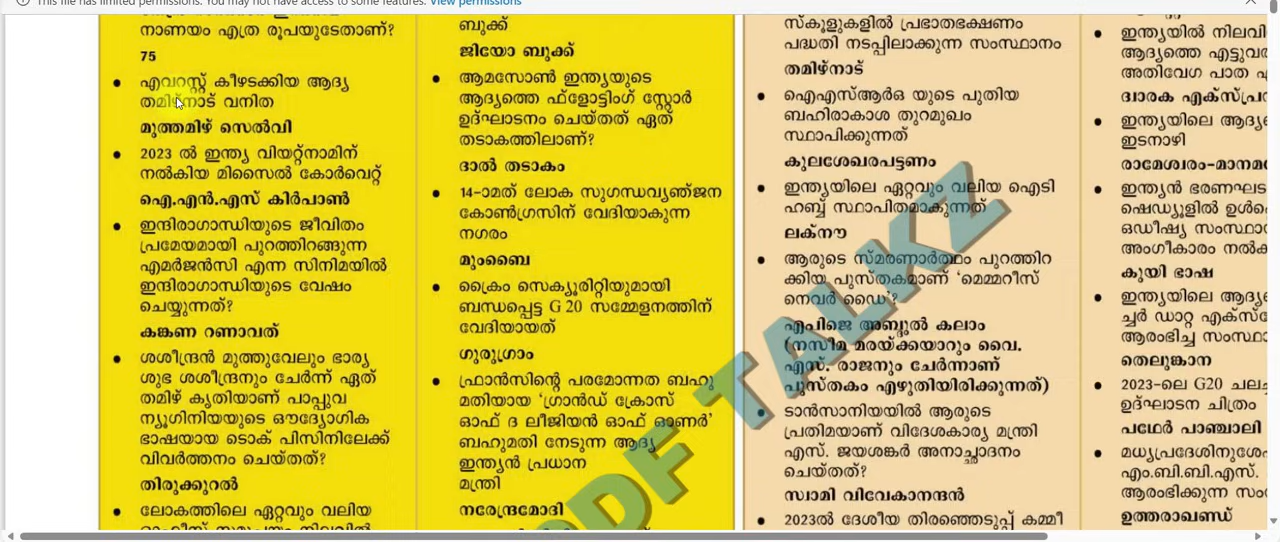 This file has limited permissions. You may not have access to some features. View permissions
നാണയം എത്ര രൂപയുടേതാണ്?
75
• എവറസ്റ്റ് കീഴടക്കിയ ആദ്യ
തമിഴ്നാട് വനിത
മുത്തമിഴ് സെൽവി
• 2023 ൽ ഇന്ത്യ വിയറ്റ്നാമിന്
നൽകിയ മിസൈൽ കോർവെറ്റ്
ഐ.എൻ.എസ് കിർപാൺ
• ഇന്ദിരാഗാന്ധിയുടെ ജീവിതം
പ്രമേയമായി പുറത്തിറങ്ങുന്ന
എമർജൻസി എന്ന സിനിമയിൽ
ഇന്ദിരാഗാന്ധിയുടെ വേഷം
ചെയ്യുന്നത്?
കങ്കണ റണാവത്
• ശശീന്ദ്രൻ മുത്തുവേലും ഭാര്യ
ശുഭ ശശീന്ദ്രനും ചേർന്ന് ഏത്
തമിഴ് കൃതിയാണ് പാപ്പുവ
ന്യൂഗിനിയയുടെ ഔദ്യോഗിക
ഭാഷയായ ടൊക് പിസിനിലേക്ക്
വിവർത്തനം ചെയ്തത്?
തിരുക്കുറൽ
• ലോകത്തിലെ ഏറ്റവും വലിയ
ബുക്ക്
ജിയോ ബുക്ക്
• ആമസോൺ ഇന്ത്യയുടെ
ആദ്യത്തെ ഫ്ളോട്ടിംഗ് സ്റ്റോർ
ഉദ്ഘാടനം ചെയ്തത് ഏത്
തടാകത്തിലാണ്?
ദാൽ തടാകം
• 14-ാമത് ലോക സുഗന്ധവ്യഞ്ജന
കോൺഗ്രസിന് വേദിയാകുന്ന
നഗരം
മുംബൈ
• ക്രൈം സെക്യൂരിറ്റിയുമായി
ബന്ധപ്പെട്ട G 20 സമ്മേളനത്തിന്
വേദിയായത്
ഗുരുഗ്രാം
• ഫ്രാൻസിന്റെ പരമോന്നത ബഹു
മതിയായ 'ഗ്രാൻഡ് ക്രോസ്
ഓഫ് ദ ലീജിയൻ ഓഫ് ഓണർ'
ബഹുമതി നേടുന്ന ആദ്യ
ഇന്ത്യൻ പ്രധാന
മന്ത്രി
നരേന്ദ്രമോദി
സ്കൂളുകളിൽ പ്രഭാതഭക്ഷണം
പദ്ധതി നടപ്പിലാക്കുന്ന സംസ്ഥാനം
തമിഴ്നാട്
• ഐഎസ്ആർഒ യുടെ പുതിയ
ബഹിരാകാശ തുറമുഖം
സ്ഥാപിക്കുന്നത്
കുലശേഖരപട്ടണം
• ഇന്ത്യയിലെ ഏറ്റവും വലിയ ഐടി
ഹബ്ബ് സ്ഥാപിതമാകുന്നത്
ലക്നൗ
• ആരുടെ സ്മരണാർത്ഥം പുറത്തിറ
ക്കിയ പുസ്തകമാണ് 'മെമ്മറീസ്
നെവർ ഡൈ'?
എപിജെ അബ്ദുൽ കലാം
(നസീമ മരയ്ക്കയാറും വൈ.
എസ്. രാജനും ചേർന്നാണ്
പുസ്തകം എഴുതിയിരിക്കുന്നത്)
• ടാൻസാനിയയിൽ ആരുടെ
പ്രതിമയാണ് വിദേശകാര്യ മന്ത്രി
എസ്. ജയശങ്കർ അനാച്ഛാദനം
ചെയ്തത്?
സ്വാമി വിവേകാനന്ദൻ
• 2023ൽ ദേശീയ തിരഞ്ഞെടുപ്പ് കമ്മീ
ഇന്ത്യയിൽ നിലവി
ആദ്യത്തെ എട്ടുവര
അതിവേഗ പാത എ
ദ്വാരക എക്സ്പ്ര
• ഇന്ത്യയിലെ ആദ്യ
ഇടനാഴി
രാമേശ്വരം-മാനമ
• ഇന്ത്യൻ ഭരണഘട
ഷെഡ്യൂളിൽ ഉൾ
ഒഡീഷ്യ സംസ്ഥാ
അംഗീകാരം നൽക
കുയി ഭാഷ
• ഇന്ത്യയിലെ ആദ്യ
ച്ചർ ഡാറ്റ എക്സ്
ആരംഭിച്ച സംസ്ഥാ
തെലുങ്കാന
• 2023-ലെ G20 ചലച
ഉദ്ഘാടന ചിത്രം
പഥേർ പാഞ്ചാലി
• മധ്യപ്രദേശിനുശേ
എം.ബി.ബി.എസ്.
ആരംഭിക്കുന്ന സം
ഉത്തരാഖണ്ഡ്
PDF TALKZ